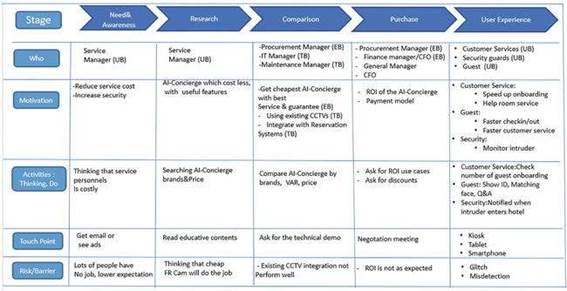 Stage
Need&
Awareness
Research
Comparison
Purchase
User Experience
Who
Service
Manager (UB)
Service
Manager (UB)
-Procurement Manager (EB)
-IT Manager (TB)
-Maintenance Manager (TB)
- Procurement Manager (EB)
- Finance manager/CFO (EB)
- General Manager
- CFO
• Customer Services (UB)
• Security guards (UB)
• Guest (UB)
Motivation
-Reduce service cost
-Increase security
AI-Concierge which cost less,
with useful features
- Get cheapest AI-Concierge
with best
Service & guarantee (EB)
- Using existing CCTVs (TB)
- Integrate with Reservation
Systems (TB)
- ROI of the AI-Concierge
- Payment model
Customer Service:
• Speed up onboarding
• Help room service
• Guest:
• Faster checkin/out
• Faster customer service
• Security:
• Monitor intruder
Activities :
Thinking, Do
Thinking that service
personnels
Is costly
Searching AI-Concierge
brands&Price
Compare AI-Concierge by
brands, VAR, price
- Ask for ROI use cases
- Ask for discounts
• Customer Service:Check
number of guest onboarding
• Guest: Show ID, Matching
face, Q&A
• Security:Notified when
intruder enters hotel
Touch Point
Get email or
see ads
Read educative contents
Ask for the technical demo
Negotation meeting
• Kiosk
• Tablet
• Smartphone
Risk/Barrier
Lots of people have
No job, lower expectation
Thinking that cheap
FR Cam will do the job
- Existing CCTV integration not
Perform well
- ROI is not as expected
• Glitch
• Misdetection